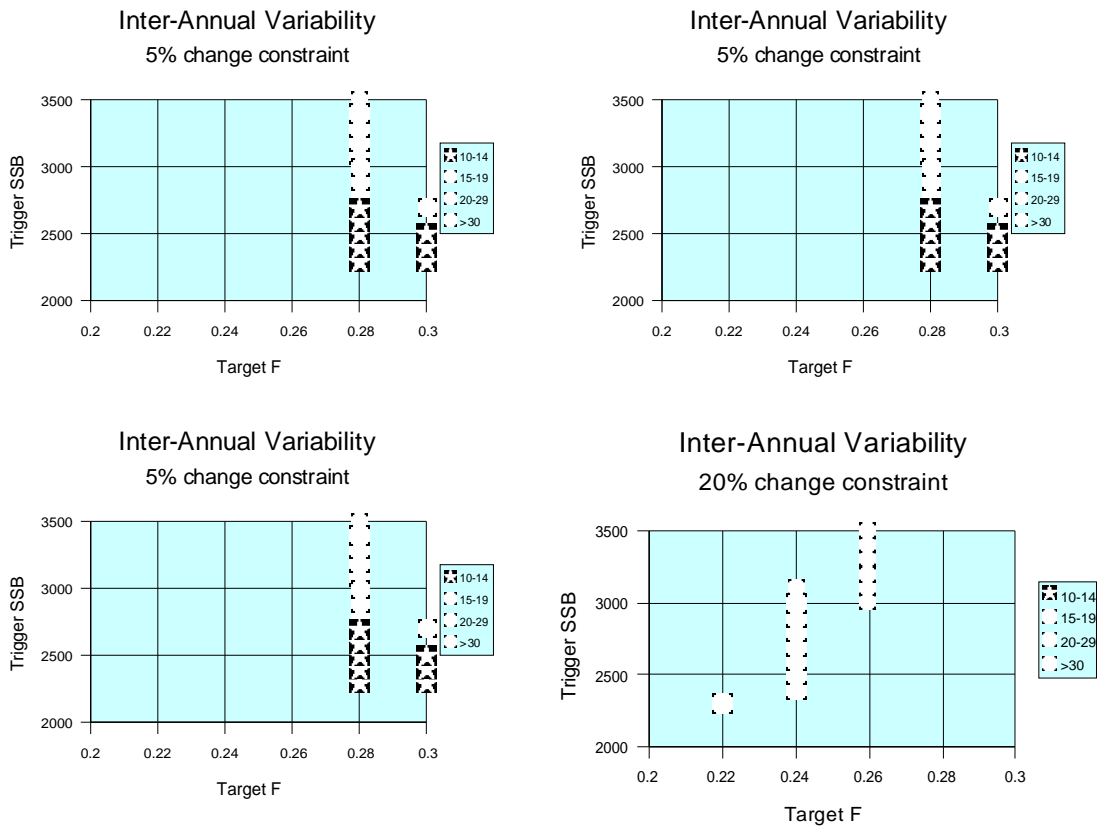 Inter-Annual Variability
5% change constraint
3500
3000
2500
2000
Trigger SSB
0.2 0.22 0.24 0.26 0.28 0.3
Target F
10-14
15-19
20-29
>30
Inter-Annual Variability
5% change constraint
3500
3000
2500
2000
Trigger SSB
0.2 0.22 0.24 0.26 0.28 0.3
Target F
10-14
15-19
20-29
>30
Inter-Annual Variability
5% change constraint
3500
3000
2500
2000
Trigger SSB
0.2 0.22 0.24 0.26 0.28 0.3
Target F
10-14
15-19
20-29
>30
Inter-Annual Variability
20% change constraint
3500
3000
2500
2000
Trigger SSB
0.2 0.22 0.24 0.26 0.28 0.3
Target F
10-14
15-19
20-29
>30